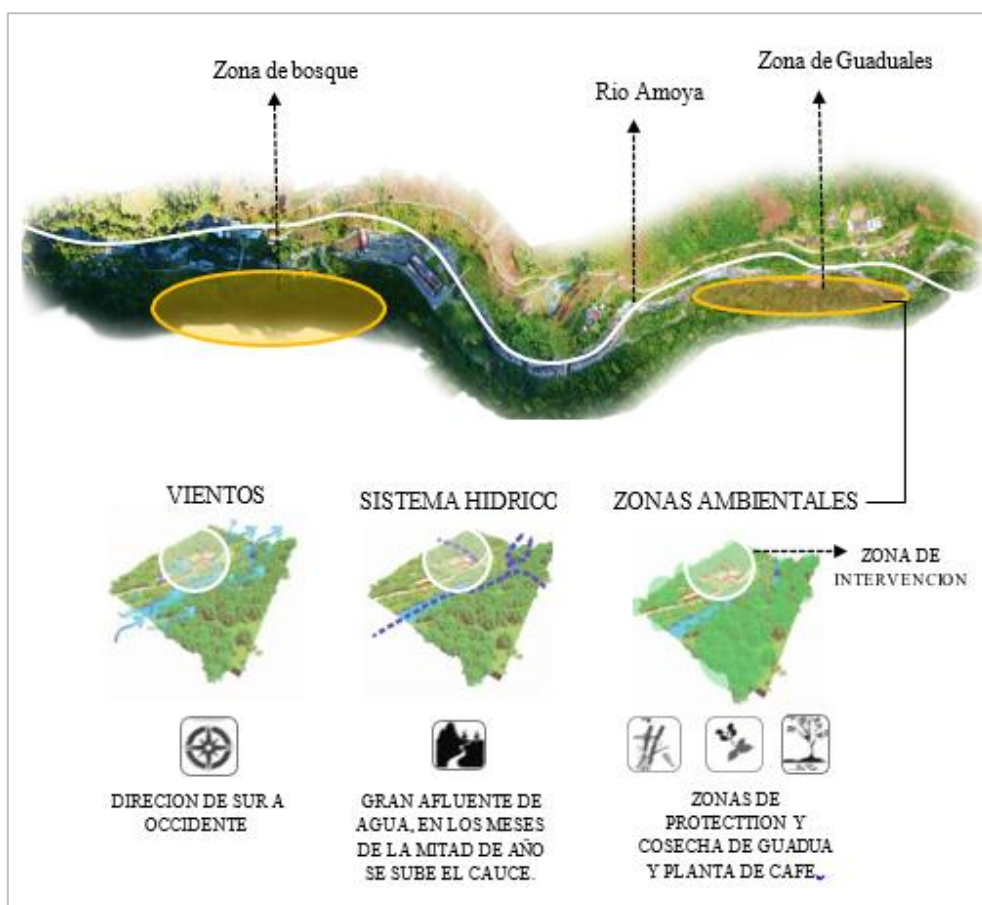 Zona de bosque
Rio Amoya
Zona de Guaduales
VIENTOS
SISTEMA HIDRICO
ZONAS AMBIENTALES
ZONA DE
INTERVENCION
DIRECION DE SUR A
OCCIDENTE
GRAN AFLUENTE DE
AGUA, EN LOS MESES
DE LA MITAD DE AÑO
SE SUBE EL CAUCE.
ZONAS DE
PROTECTTION Y
COSECHA DE GUADUA
Y PLANTA DE CAFE.